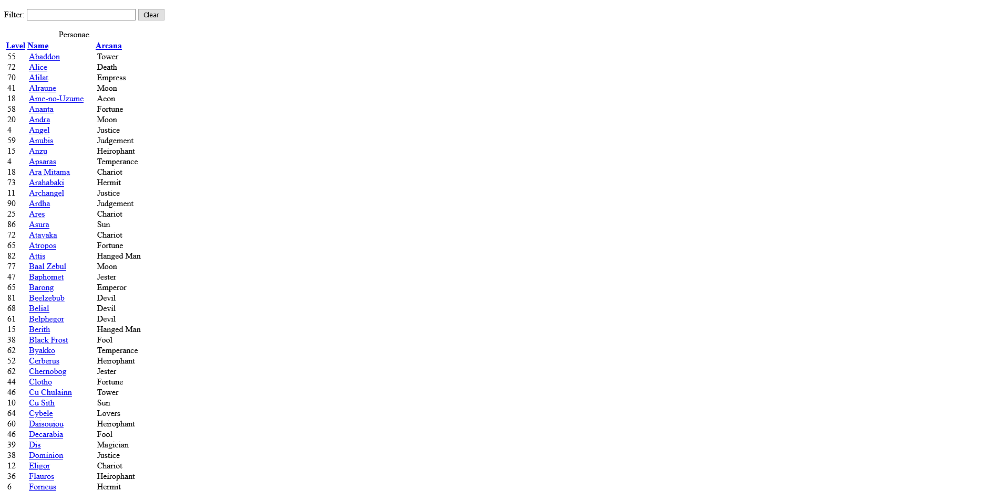 Filter: Clear
Personae
Level Name Arcana
55 Abaddon Tower
72 Alice Death
70 Alilat Empress
41 Alraune Moon
18 Ame-no-Uzume Aeon
58 Ananta Fortune
20 Andra Moon
4 Angel Justice
59 Anubis Judgement
15 Anzu Heirophant
4 Apsaras Temperance
18 Ara Mitama Chariot
73 Arahabaki Hermit
11 Archangel Justice
90 Ardha Judgement
25 Ares Chariot
86 Asura Sun
72 Atavaka Chariot
65 Atropos Fortune
82 Attis Hanged Man
77 Baal Zebul Moon
47 Baphomet Jester
65 Barong Emperor
81 Beelzebub Devil
68 Belial Devil
61 Belphegor Devil
15 Berith Hanged Man
38 Black Frost Fool
62 Byakko Temperance
52 Cerberus Heirophant
62 Chernobog Jester
44 Clotho Fortune
46 Cu Chulainn Tower
10 Cu Sith Sun
64 Cybele Lovers
60 Daisoujou Heirophant
46 Decarabia Fool
39 Dis Magician
38 Dominion Justice
12 Eligor Chariot
36 Flauros Heirophant
6 Forneus Hermit